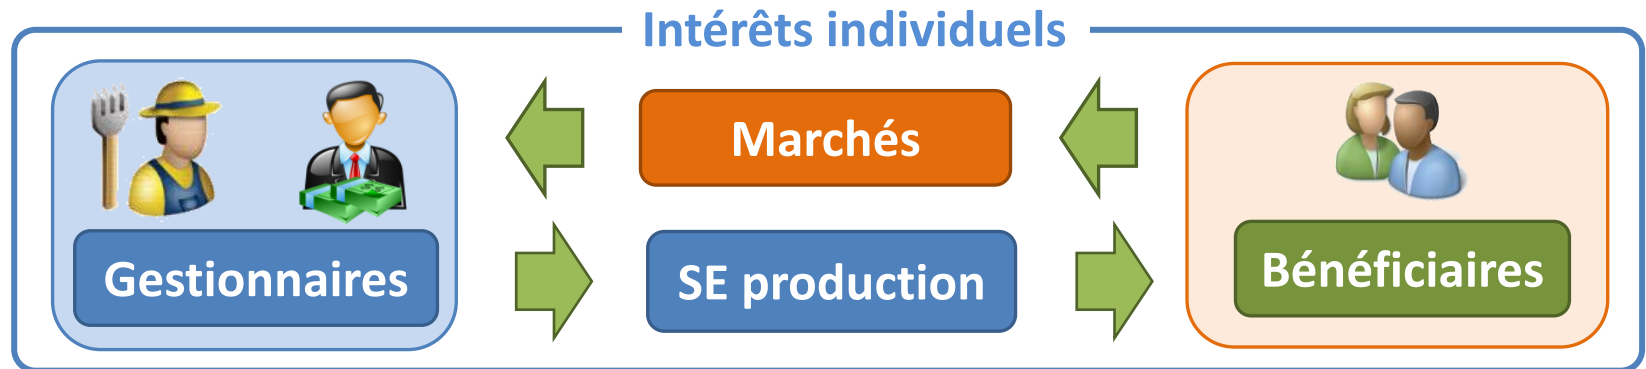 Intérêts individuels
Marchés
Gestionnaires
SE production
Bénéficiaires